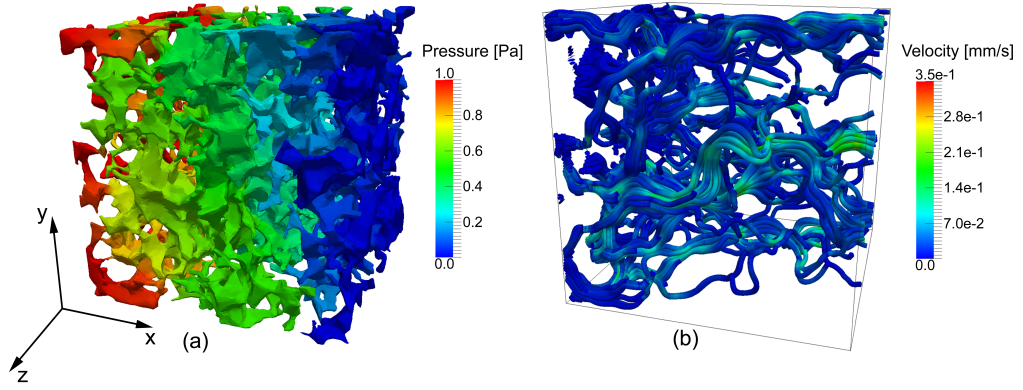 Pressure [Pa]
1.0
0.8
0.6
0.4
0.2
0.0
y
x
z
(a)
Velocity [mm/s]
3.5e-1
2.8e-1
2.1e-1
1.4e-1
7.0e-2
0.0
(b)